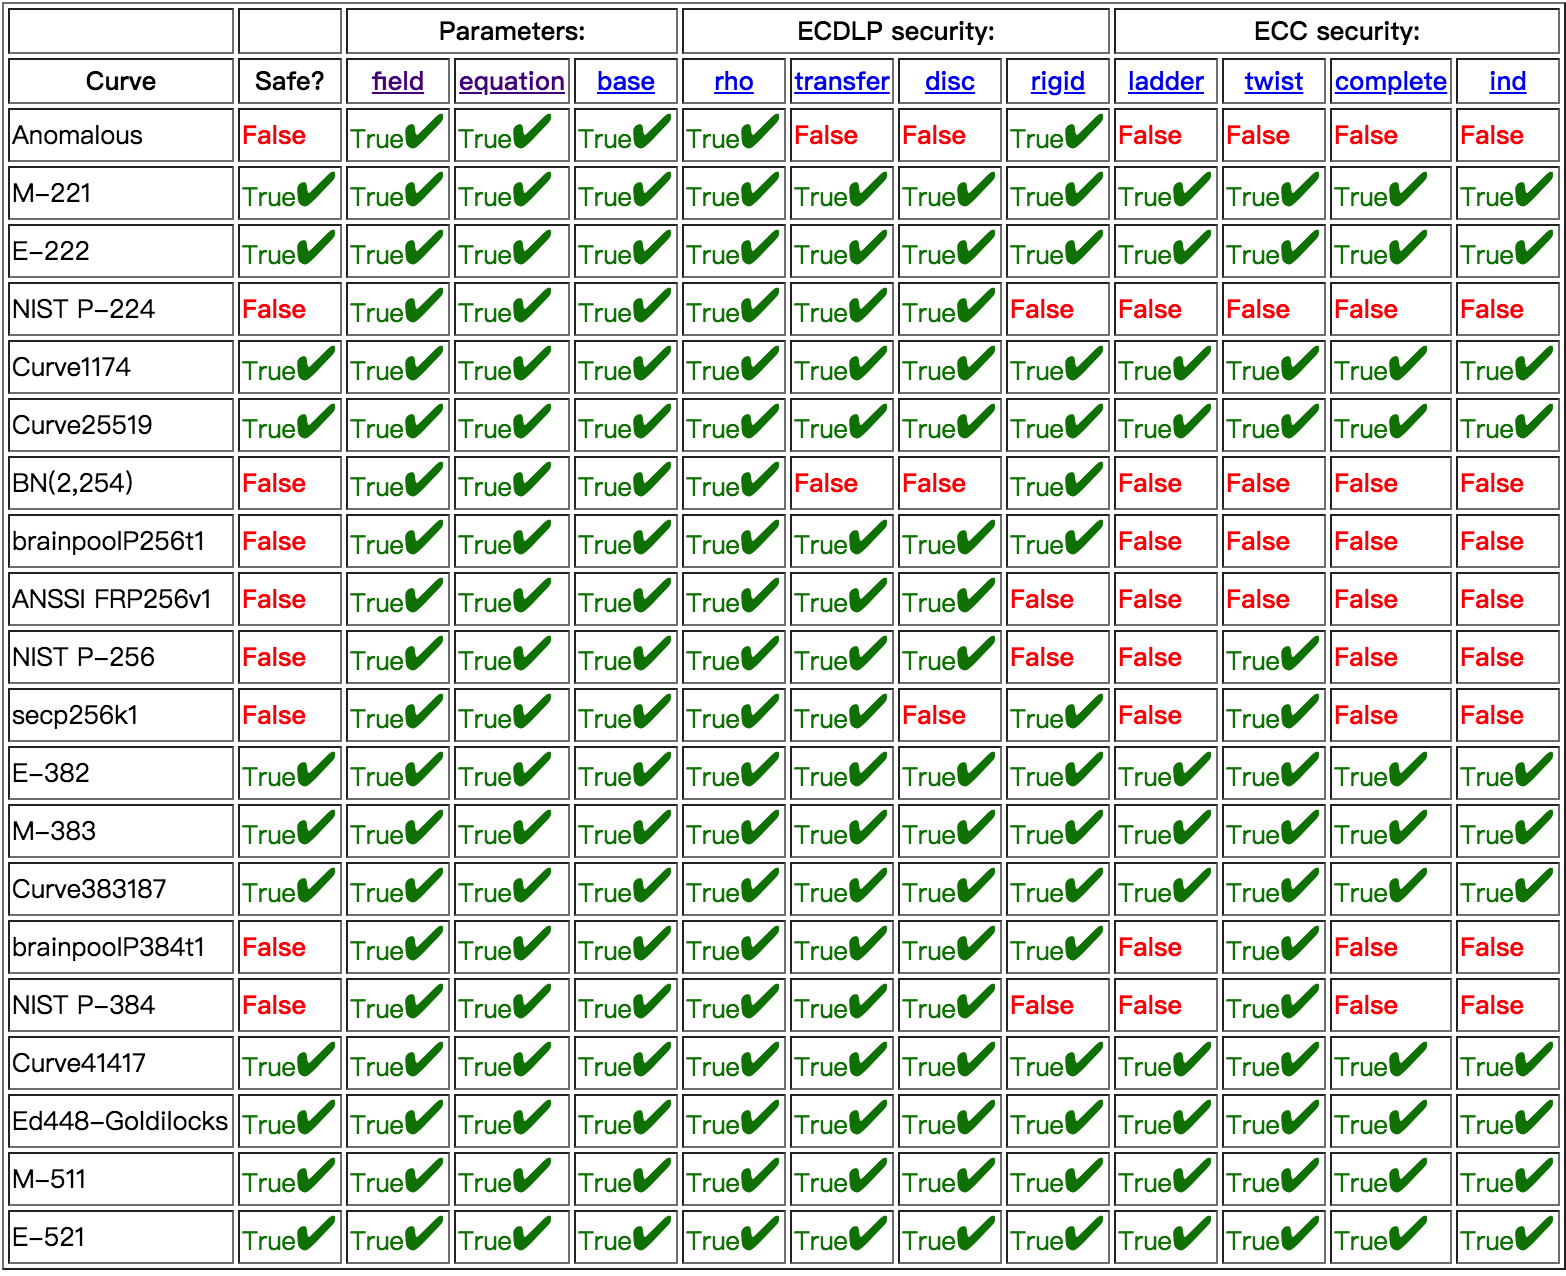 Parameters: ECDLP security: ECC security:
Curve Safe? field equation base rho transfer disc rigid ladder twist complete ind
Anomalous False True✔ True✔ True✔ True✔ False False True✔ False False False False
M-221 True✔ True✔ True✔ True✔ True✔ True✔ True✔ True✔ True✔ True✔ True✔ True✔
E-222 True✔ True✔ True✔ True✔ True✔ True✔ True✔ True✔ True✔ True✔ True✔ True✔
NIST P-224 False True✔ True✔ True✔ True✔ True✔ True✔ False False False False False
Curve1174 True✔ True✔ True✔ True✔ True✔ True✔ True✔ True✔ True✔ True✔ True✔ True✔
Curve25519 True✔ True✔ True✔ True✔ True✔ True✔ True✔ True✔ True✔ True✔ True✔ True✔
BN(2,254) False True✔ True✔ True✔ True✔ False False True✔ False False False False
brainpoolP256t1 False True✔ True✔ True✔ True✔ True✔ True✔ True✔ False False False False
ANSSI FRP256v1 False True✔ True✔ True✔ True✔ True✔ True✔ False False False False False
NIST P-256 False True✔ True✔ True✔ True✔ True✔ True✔ False False True✔ False False
secp256k1 False True✔ True✔ True✔ True✔ True✔ False True✔ False True✔ False False
E-382 True✔ True✔ True✔ True✔ True✔ True✔ True✔ True✔ True✔ True✔ True✔ True✔
M-383 True✔ True✔ True✔ True✔ True✔ True✔ True✔ True✔ True✔ True✔ True✔ True✔
Curve383187 True✔ True✔ True✔ True✔ True✔ True✔ True✔ True✔ True✔ True✔ True✔ True✔
brainpoolP384t1 False True✔ True✔ True✔ True✔ True✔ True✔ True✔ False True✔ False False
NIST P-384 False True✔ True✔ True✔ True✔ True✔ True✔ False False True✔ False False
Curve41417 True✔ True✔ True✔ True✔ True✔ True✔ True✔ True✔ True✔ True✔ True✔ True✔
Ed448-Goldilocks True✔ True✔ True✔ True✔ True✔ True✔ True✔ True✔ True✔ True✔ True✔ True✔
M-511 True✔ True✔ True✔ True✔ True✔ True✔ True✔ True✔ True✔ True✔ True✔ True✔
E-521 True✔ True✔ True✔ True✔ True✔ True✔ True✔ True✔ True✔ True✔ True✔ True✔